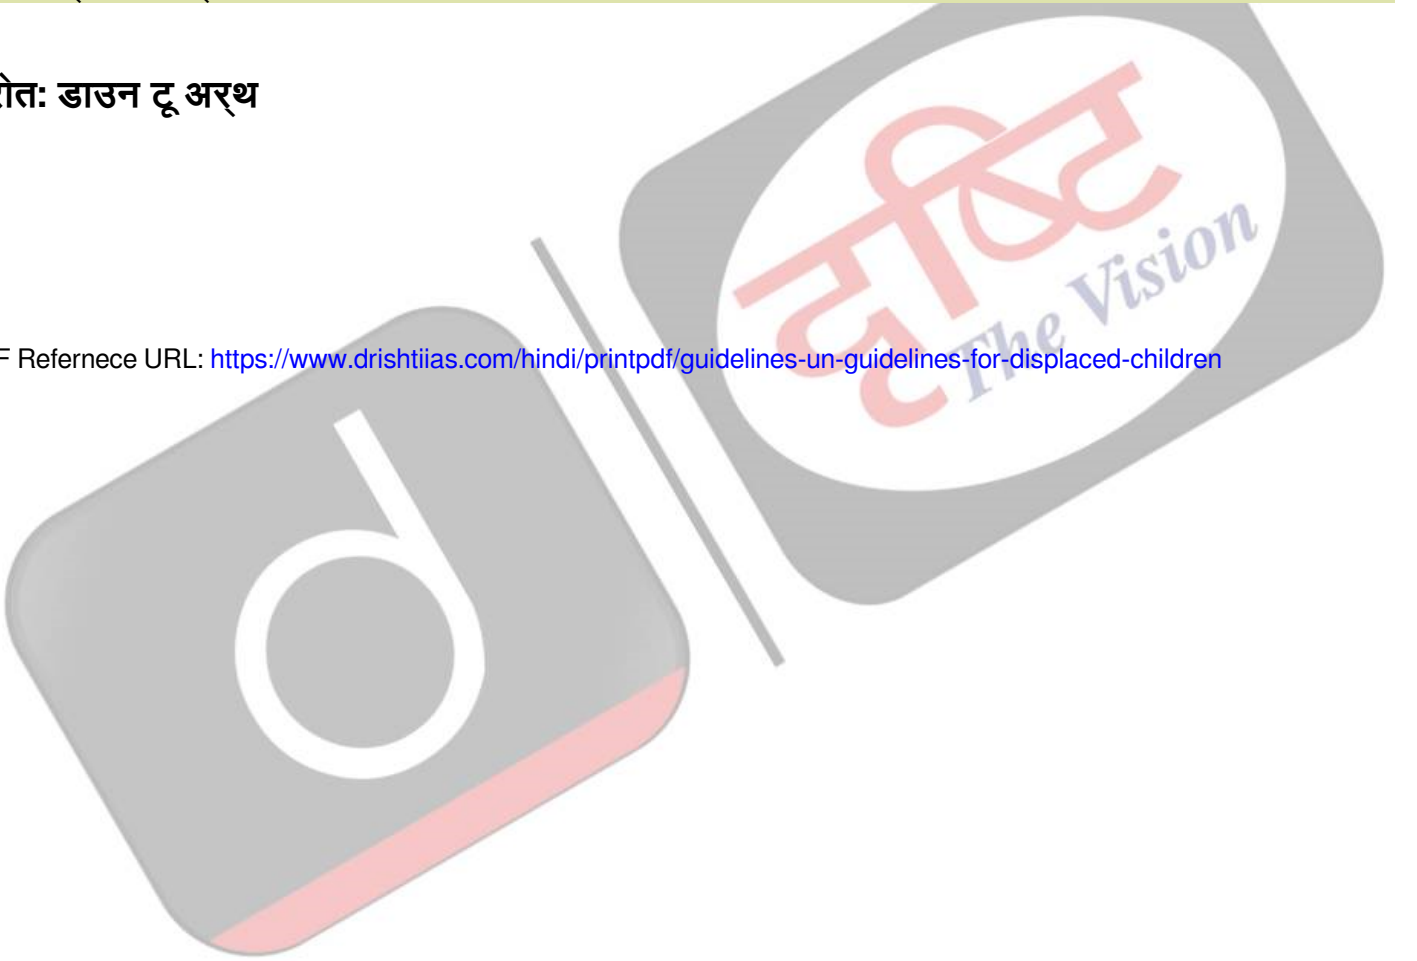 रोत: डाउन टू अर्थ
दृष्टि
The Vision
F Refernece URL: https://www.drishtiias.com/hindi/printpdf/guidelines-un-guidelines-for-displaced-children
d